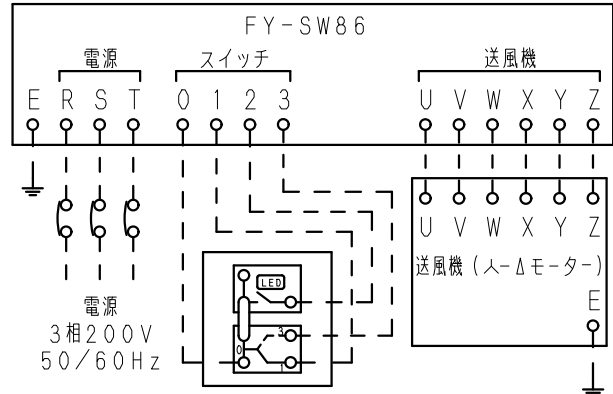 FY-SW86
電源 スイッチ 送風機
E R S T 0 1 2 3 U V W X Y Z
U V W X Y Z
送風機(人-Δモーター)
LED
E
3
0
1
電源
3相200V
50/60Hz